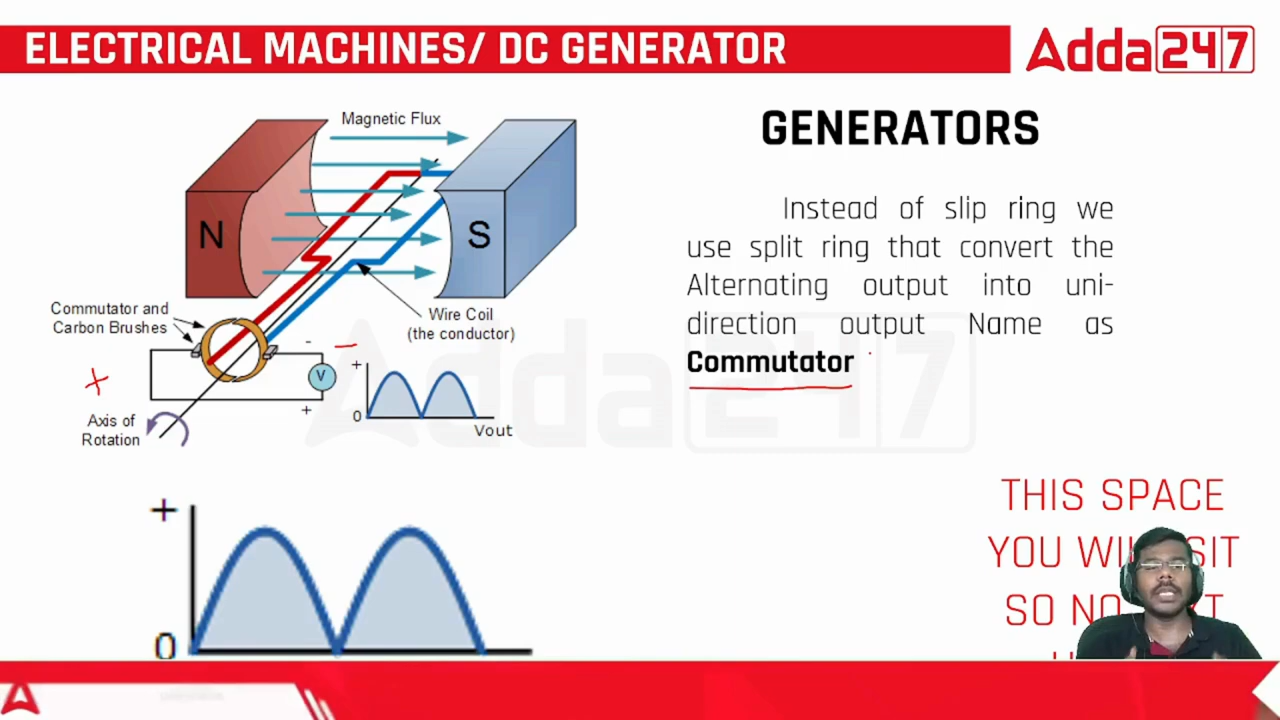 ELECTRICAL MACHINES/ DC GENERATOR
Adda247
Magnetic Flux
GENERATORS
N
S
Instead of slip ring we
use split ring that convert the
Alternating output into uni-
direction output Name as
Commutator
Commutator and
Carbon Brushes
Wire Coil
(the conductor)
-
V
+
+
0
Vout
Axis of
Rotation
Adda247
+
0
THIS SPACE
SO